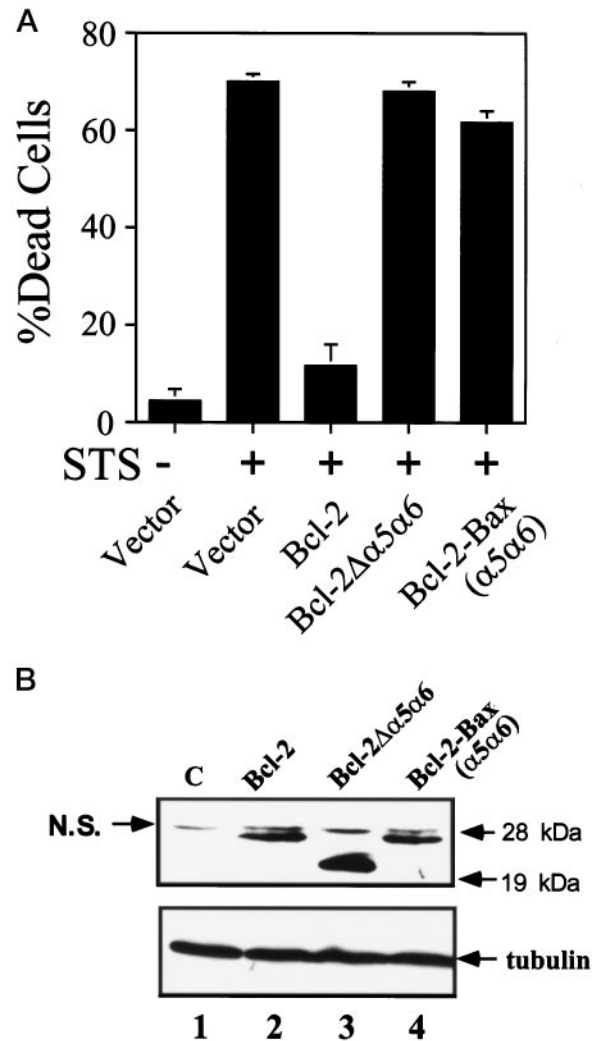 A
80
60
40
20
0
%Dead Cells
STS - + + + +
Vector
Vector
Bcl-2
Bcl-2Δα5α6
Bcl-2-Bax
(α5α6)
B
C
Bcl-2
Bcl-2Δα5α6
Bcl-2-Bax
(α5α6)
N.S.
28 kDa
19 kDa
tubulin
1 2 3 4